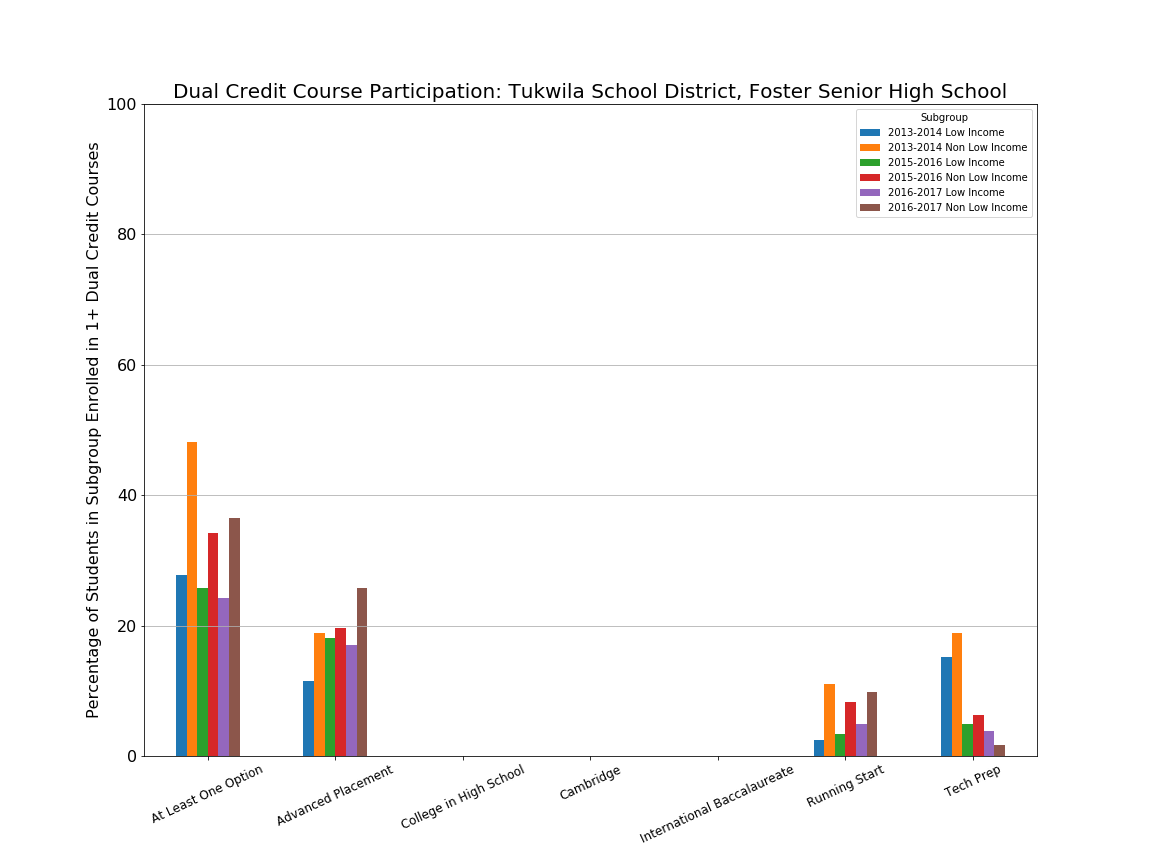 Dual Credit Course Participation: Tukwila School District, Foster Senior High School
Percentage of Students in Subgroup Enrolled in 1+ Dual Credit Courses
100
80
60
40
20
0
Subgroup
2013-2014 Low Income
2013-2014 Non Low Income
2015-2016 Low Income
2015-2016 Non Low Income
2016-2017 Low Income
2016-2017 Non Low Income
At Least One Option
Advanced Placement
College in High School
Cambridge
International Baccalaureate
Running Start
Tech Prep